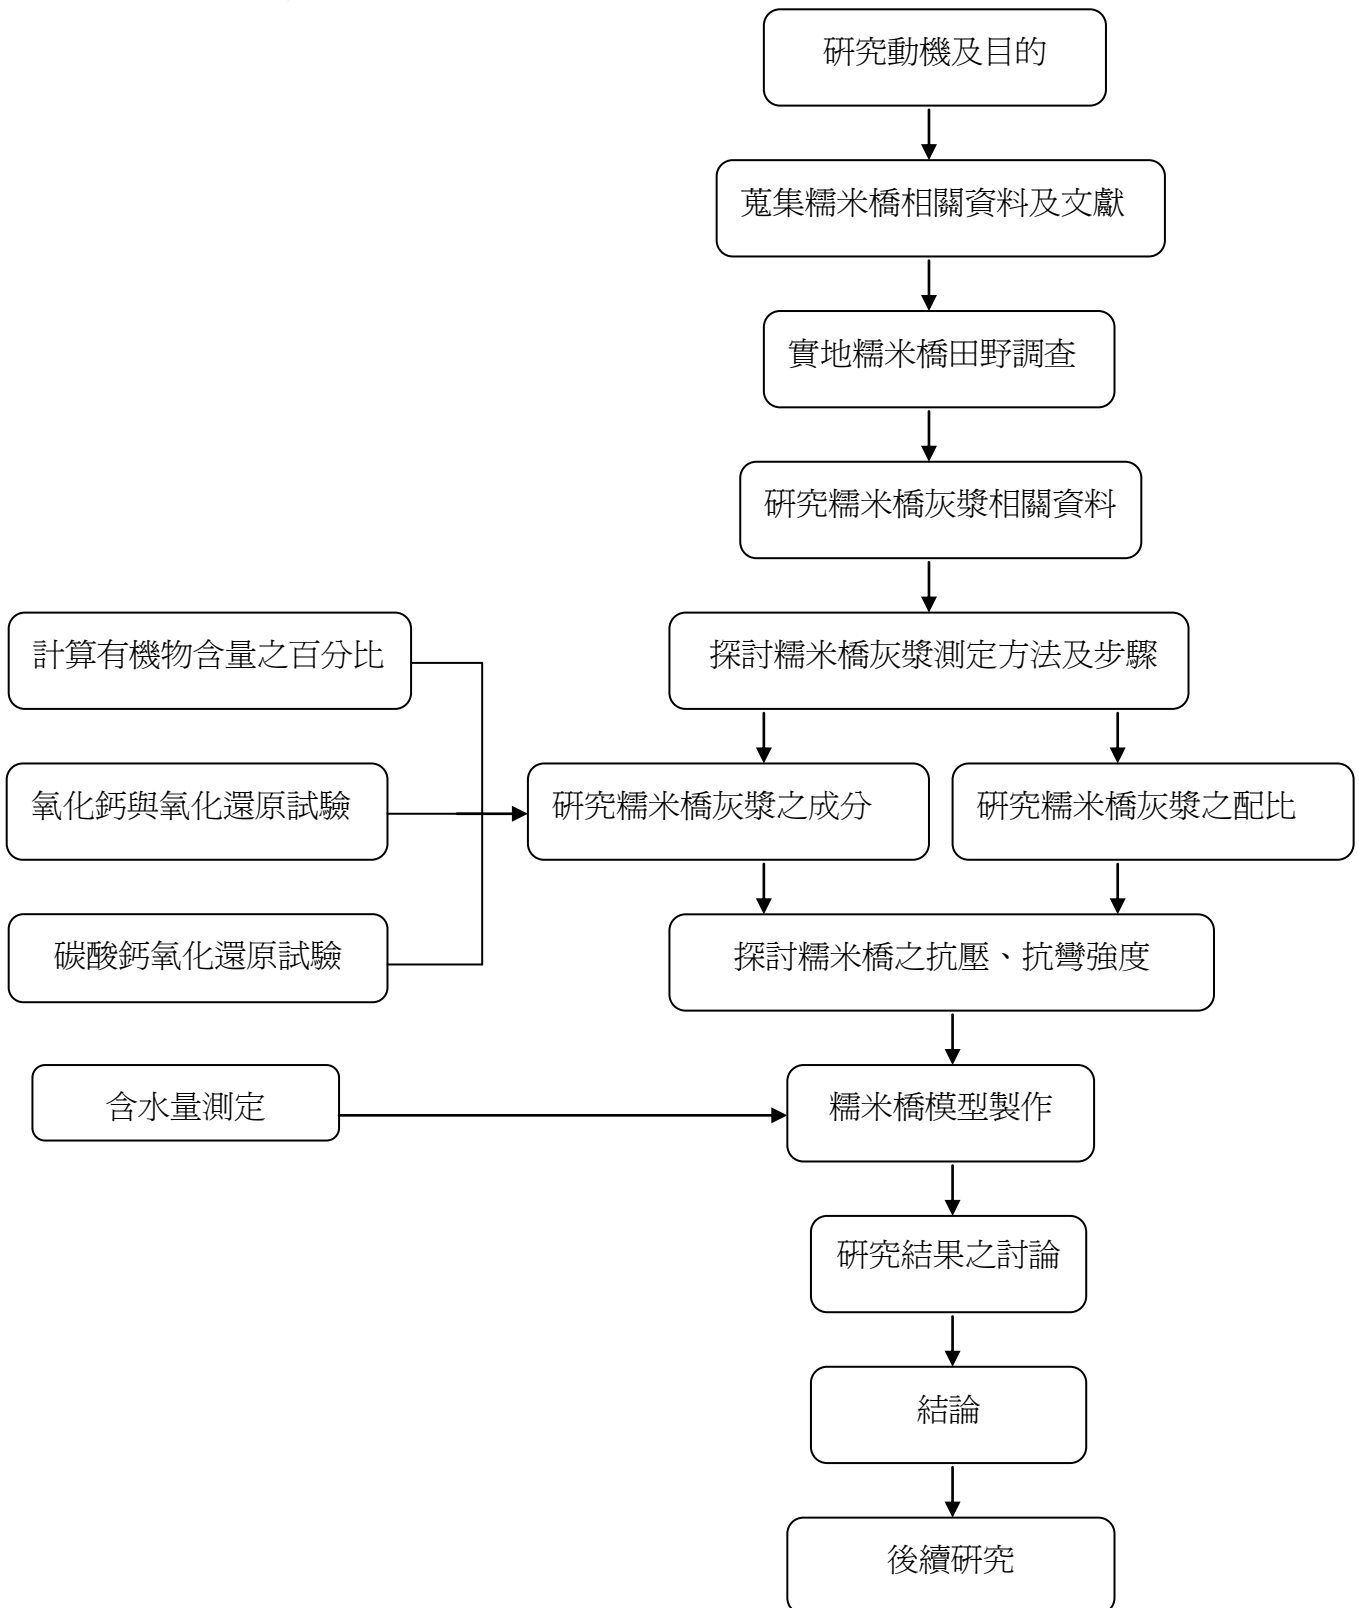 研究動機及目的
蒐集糯米橋相關資料及文獻
實地糯米橋田野調查
研究糯米橋灰漿相關資料
計算有機物含量之百分比
探討糯米橋灰漿測定方法及步驟
氧化鈣與氧化還原試驗
研究糯米橋灰漿之成分
研究糯米橋灰漿之配比
碳酸鈣氧化還原試驗
探討糯米橋之抗壓、抗彎強度
含水量測定
糯米橋模型製作
研究結果之討論
結論
後續研究